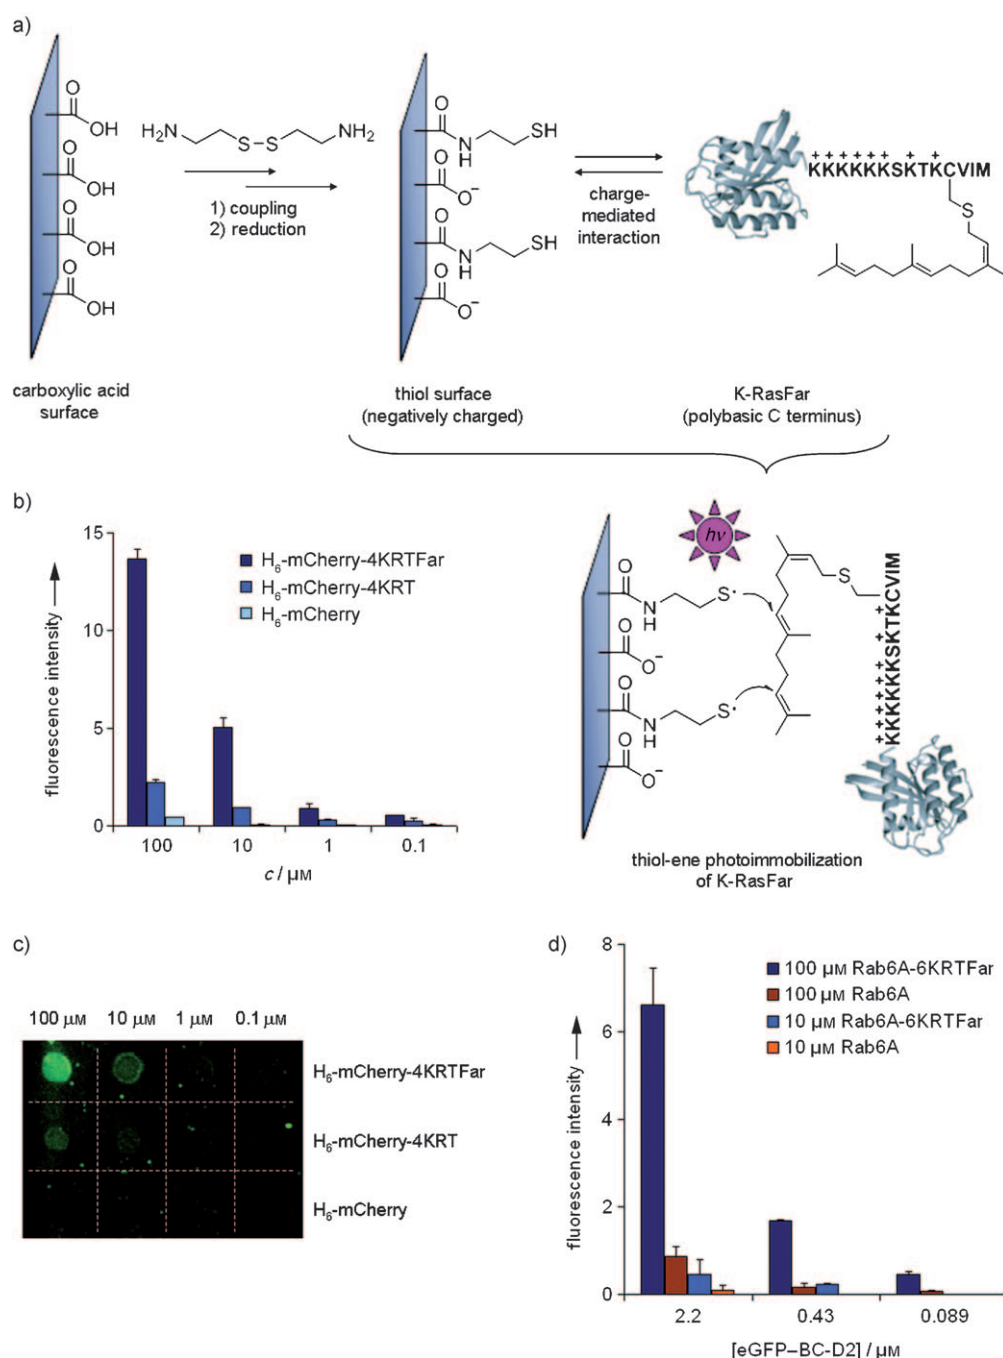 a)
O
OH
O
OH
O
OH
O
OH
H2N
S–S
NH2
1) coupling
2) reduction
O
N
H
SH
O
O−
O
N
H
SH
O
O−
charge-
mediated
interaction
+ + + + + + + +
KKKKKKSKTKCVIM
S
carboxylic acid
surface
thiol surface
(negatively charged)
K-RasFar
(polybasic C terminus)
b)
fluorescence intensity
15
10
5
0
H6-mCherry-4KRTFar
H6-mCherry-4KRT
H6-mCherry
100 10 1 0.1
c / μM
hν
O
N
H
S·
O
O−
O
N
H
S·
O
O−
S
+ + + + + + + +
KKKKKKSKTKCVIM
thiol-ene photoimmobilization
of K-RasFar
c)
100 μM 10 μM 1 μM 0.1 μM
H6-mCherry-4KRTFar
H6-mCherry-4KRT
H6-mCherry
d)
fluorescence intensity
8
6
4
2
0
100 μM Rab6A-6KRTFar
100 μM Rab6A
10 μM Rab6A-6KRTFar
10 μM Rab6A
2.2 0.43 0.089
[eGFP–BC-D2] / μM